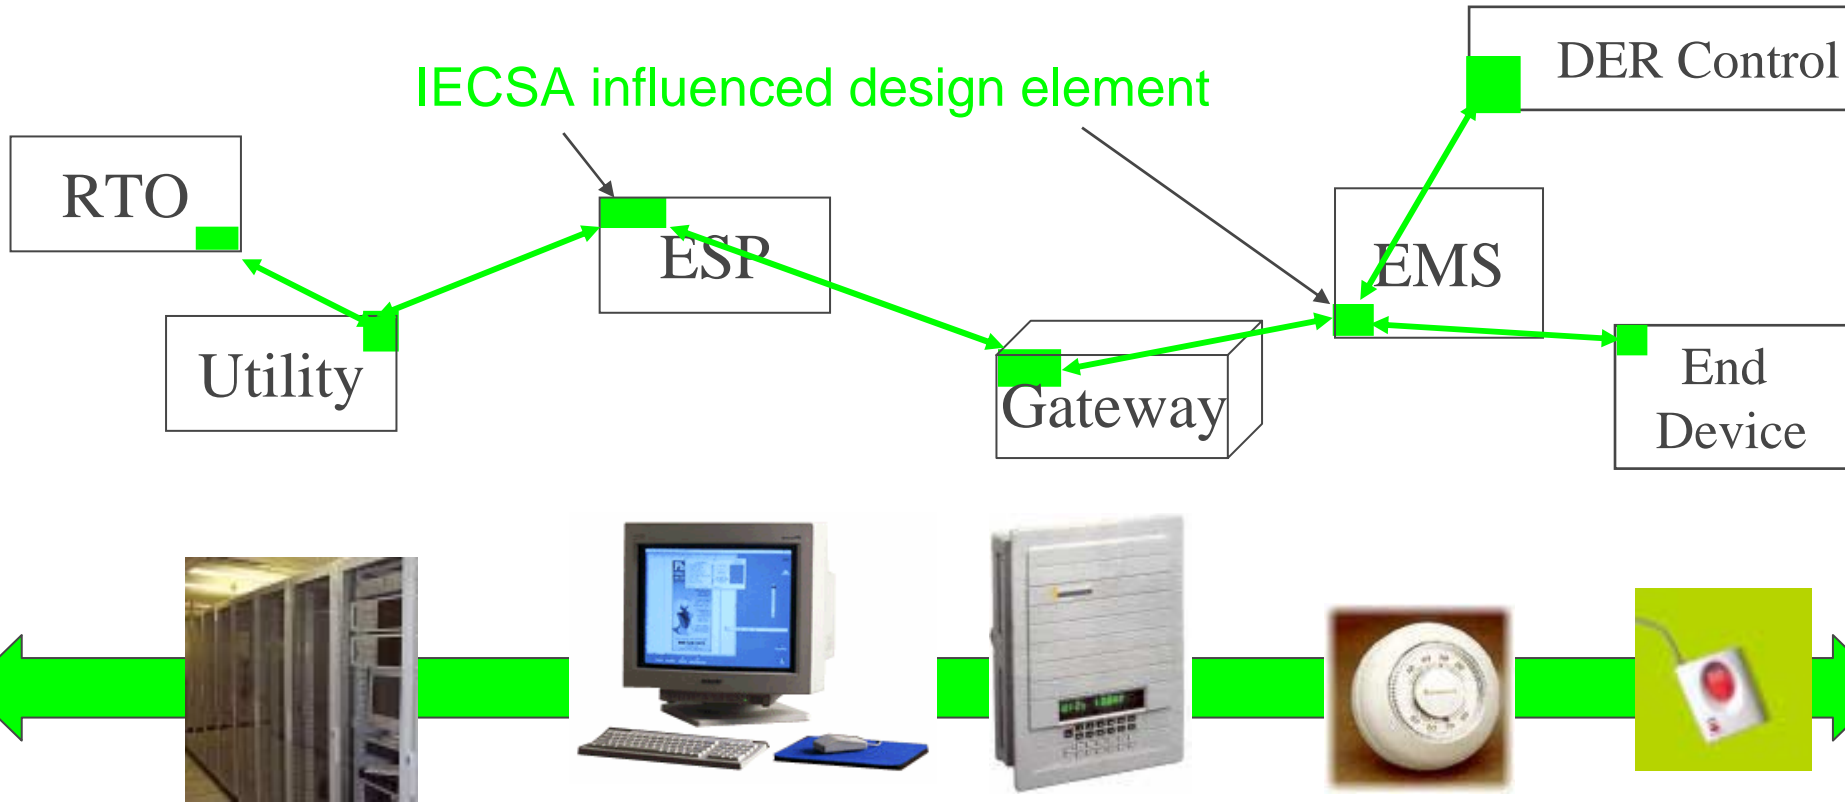 IECSA influenced design element
DER Control
RTO
ESP
EMS
Utility
Gateway
End
Device